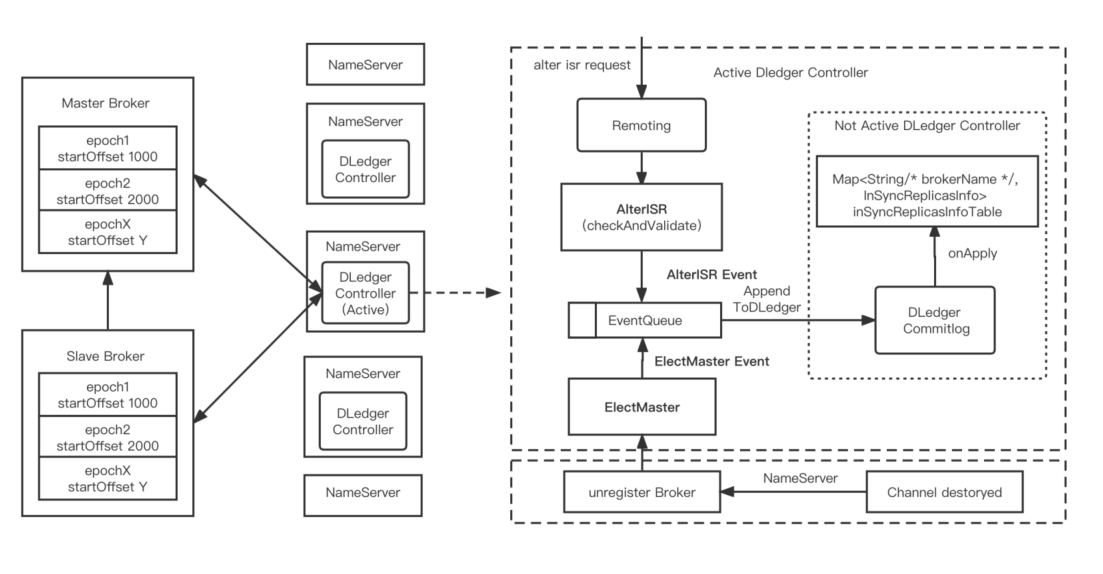 Master Broker
epoch1
startOffset 1000
epoch2
startOffset 2000
epochX
startOffset Y
Slave Broker
epoch1
startOffset 1000
epoch2
startOffset 2000
epochX
startOffset Y
NameServer
NameServer
DLedger
Controller
NameServer
DLedger
Controller
(Active)
NameServer
DLedger
Controller
NameServer
alter isr request
Active Dledger Controller
Remoting
AlterISR
(checkAndValidate)
AlterISR Event
Append
ToDLedger
EventQueue
ElectMaster Event
ElectMaster
Not Active DLedger Controller
Map<String/* brokerName */,
InSyncReplicasInfo>
inSyncReplicasInfoTable
onApply
DLedger
Commitlog
unregister Broker
NameServer
Channel destoryed